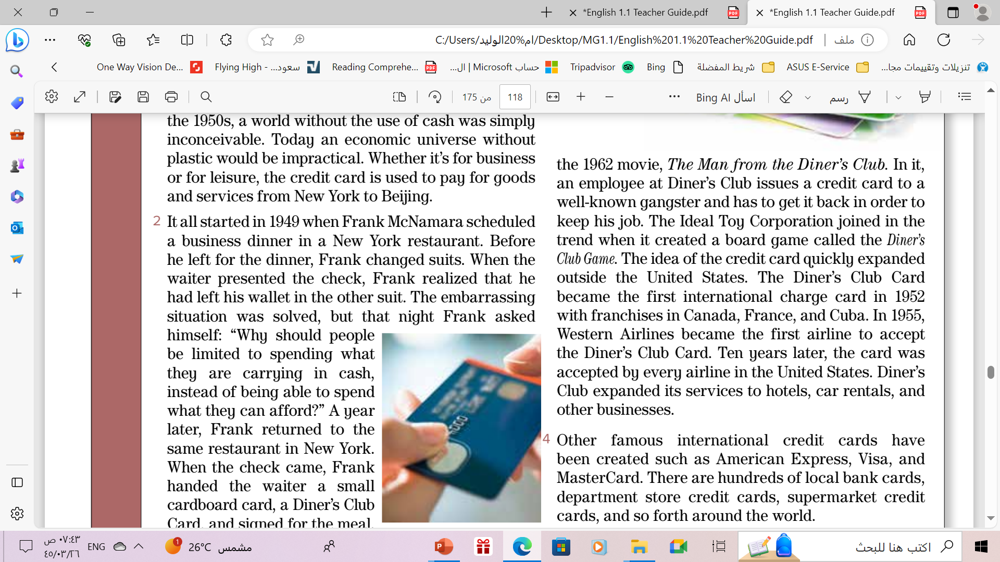 *English 1.1 Teacher Guide.pdf
*English 1.1 Teacher Guide.pdf
C:/Users/ام%20الوليد/Desktop/MG1.1/English%201.1%20Teacher%20Guide.pdf
ملف
One Way Vision De...
Flying High - سعود...
Reading Comprehe...
حساب Microsoft | ال...
Tripadvisor
Bing
شريط المفضلة
ASUS E-Service
تنزيلات وتقييمات مجا...
118 من 175
اسأل Bing AI
رسم
the 1950s, a world without the use of cash was simply
inconceivable. Today an economic universe without
plastic would be impractical. Whether it’s for business
or for leisure, the credit card is used to pay for goods
and services from New York to Beijing.
2 It all started in 1949 when Frank McNamara scheduled
a business dinner in a New York restaurant. Before
he left for the dinner, Frank changed suits. When the
waiter presented the check, Frank realized that he
had left his wallet in the other suit. The embarrassing
situation was solved, but that night Frank asked
himself: “Why should people
be limited to spending what
they are carrying in cash,
instead of being able to spend
what they can afford?” A year
later, Frank returned to the
same restaurant in New York.
When the check came, Frank
handed the waiter a small
cardboard card, a Diner’s Club
Card, and signed for the meal.
the 1962 movie, The Man from the Diner’s Club. In it,
an employee at Diner’s Club issues a credit card to a
well-known gangster and has to get it back in order to
keep his job. The Ideal Toy Corporation joined in the
trend when it created a board game called the Diner’s
Club Game. The idea of the credit card quickly expanded
outside the United States. The Diner’s Club Card
became the first international charge card in 1952
with franchises in Canada, France, and Cuba. In 1955,
Western Airlines became the first airline to accept
the Diner’s Club Card. Ten years later, the card was
accepted by every airline in the United States. Diner’s
Club expanded its services to hotels, car rentals, and
other businesses.
4 Other famous international credit cards have
been created such as American Express, Visa, and
MasterCard. There are hundreds of local bank cards,
department store credit cards, supermarket credit
cards, and so forth around the world.
٠٧:٤٣ ص
٤٥/٠٣/٢٦
ENG
1
26°C مشمس
اكتب هنا للبحث